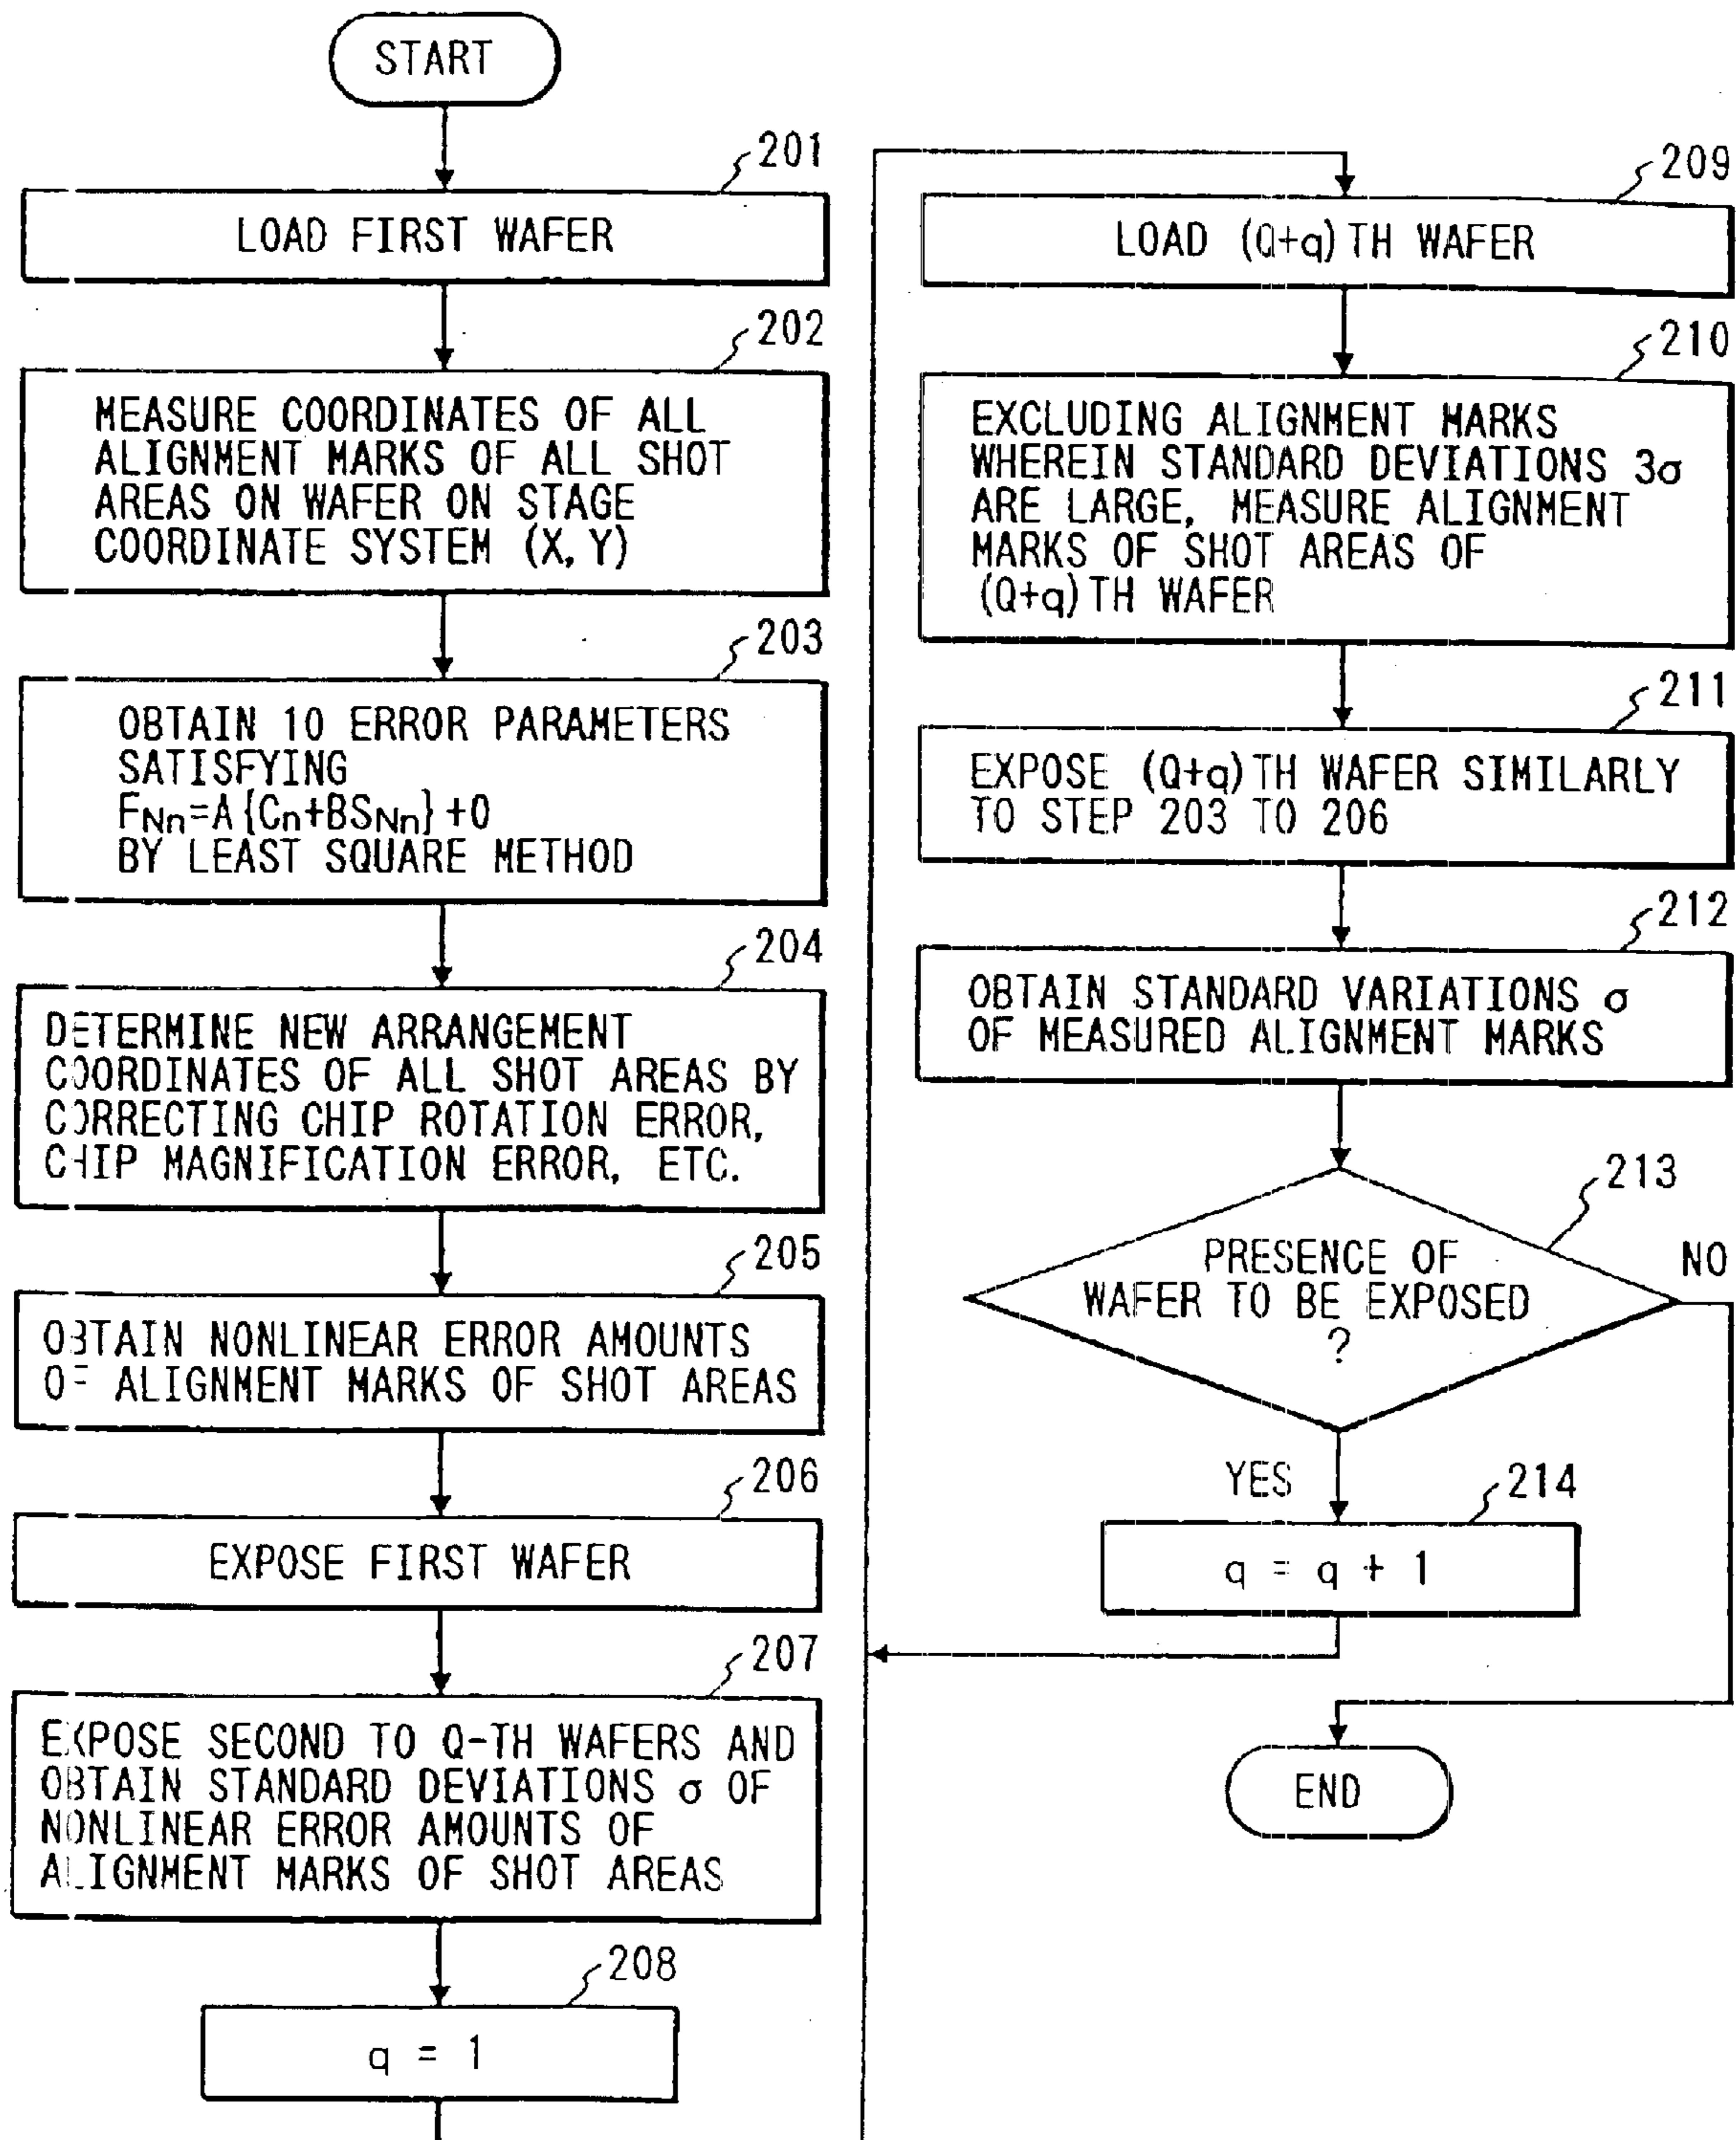 START
201
LOAD FIRST WAFER
202
MEASURE COORDINATES OF ALL
ALIGNMENT MARKS OF ALL SHOT
AREAS ON WAFER ON STAGE
COORDINATE SYSTEM (X, Y)
203
OBTAIN 10 ERROR PARAMETERS
SATISFYING
FNn=A{Cn+BSNn}+O
BY LEAST SQUARE METHOD
204
DETERMINE NEW ARRANGEMENT
COORDINATES OF ALL SHOT AREAS BY
CORRECTING CHIP ROTATION ERROR,
CHIP MAGNIFICATION ERROR, ETC.
205
OBTAIN NONLINEAR ERROR AMOUNTS
OF ALIGNMENT MARKS OF SHOT AREAS
206
EXPOSE FIRST WAFER
207
EXPOSE SECOND TO Q-TH WAFERS AND
OBTAIN STANDARD DEVIATIONS σ OF
NONLINEAR ERROR AMOUNTS OF
ALIGNMENT MARKS OF SHOT AREAS
208
q = 1
209
LOAD (Q+q)TH WAFER
210
EXCLUDING ALIGNMENT MARKS
WHEREIN STANDARD DEVIATIONS 3σ
ARE LARGE, MEASURE ALIGNMENT
MARKS OF SHOT AREAS OF
(Q+q)TH WAFER
211
EXPOSE (Q+q)TH WAFER SIMILARLY
TO STEP 203 TO 206
212
OBTAIN STANDARD VARIATIONS σ
OF MEASURED ALIGNMENT MARKS
213
PRESENCE OF
WAFER TO BE EXPOSED
?
NO
YES
214
q = q + 1
END